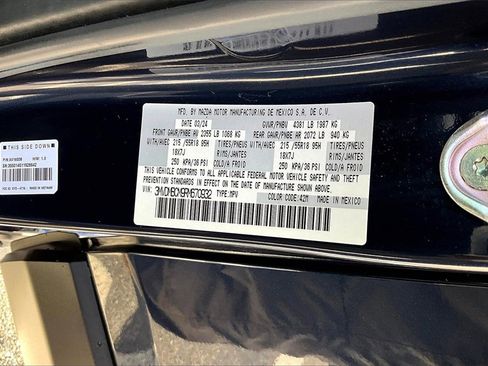 THIS SIDE DOWN
MFD. BY MAZDA MOTOR MANUFACTURING DE MEXICO S.A. DE C.V.
DATE 03/24 GVWR/PNBV 4381 LB 1987 KG
FRONT GAWR/PNBE AV 2355 LB 1068 KG REAR GAWR/PNBE AR 2072 LB 940 KG
WITH/AVEC 215 /55R18 95H TIRES/PNEUS WITH/AVEC 215 /55R18 95H TIRES/PNEUS
18X7J RIMS/JANTE 18X7J RIMS/JANTE
250 KPA/36 PSI COLD/A FROID 250 KPA/36 PSI COLD/A FROID
THIS VEHICLE CONFORMS TO ALL APPLICABLE FEDERAL MOTOR VEHICLE SAFETY
AND THEFT PREVENTION STANDARDS IN EFFECT ON THE DATE OF
MANUFACTURE SHOWN ABOVE.
TYPE:MPV COLOR CODE:42M MADE IN MEXICO
VIN: